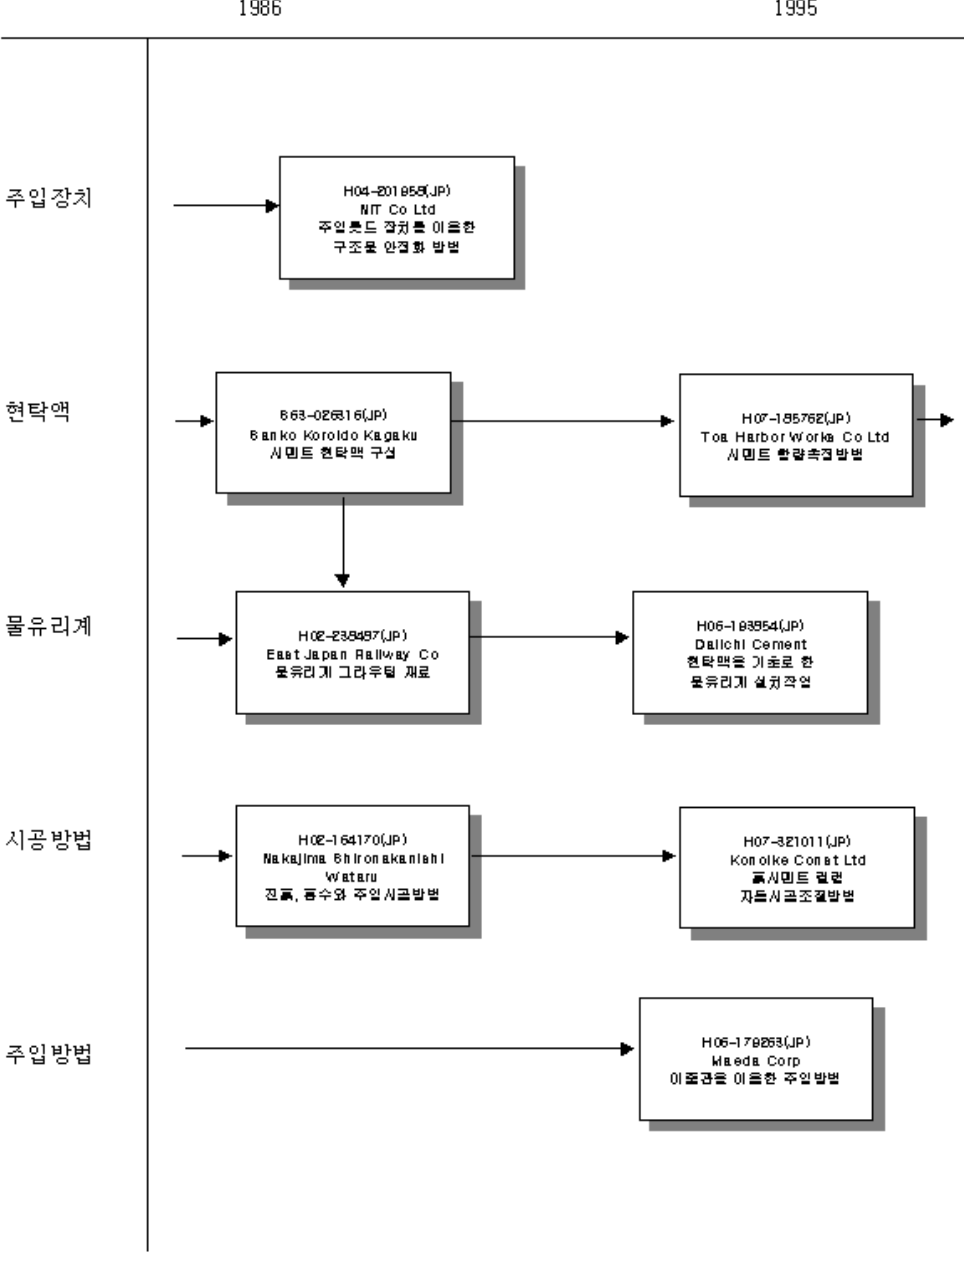 1986
1995
주입장치
H04-201958(JP)
NIT Co Ltd
주입롯드 장치를 이용한
구조물 안정화 방법
현탁액
S63-026316(JP)
Sanko Koroido Kagaku
시멘트 현탁액 구성
H07-185762(JP)
Toa Harbor Works Co Ltd
시멘트 함량측정방법
물유리계
H02-239497(JP)
East Japan Railway Co
물유리계 그라우팅 재료
H06-193954(JP)
Daiichi Cement
현탁액을 기초로 한
물유리계 설치작업
시공방법
H02-164170(JP)
Nakajima Shironakanishi
Wataru
진공, 흡수와 주입시공방법
H07-321011(JP)
Konoike Const Ltd
시멘트
자동시공조절방법
주입방법
H06-179263(JP)
Maeda Corp
이중관을 이용한 주입방법